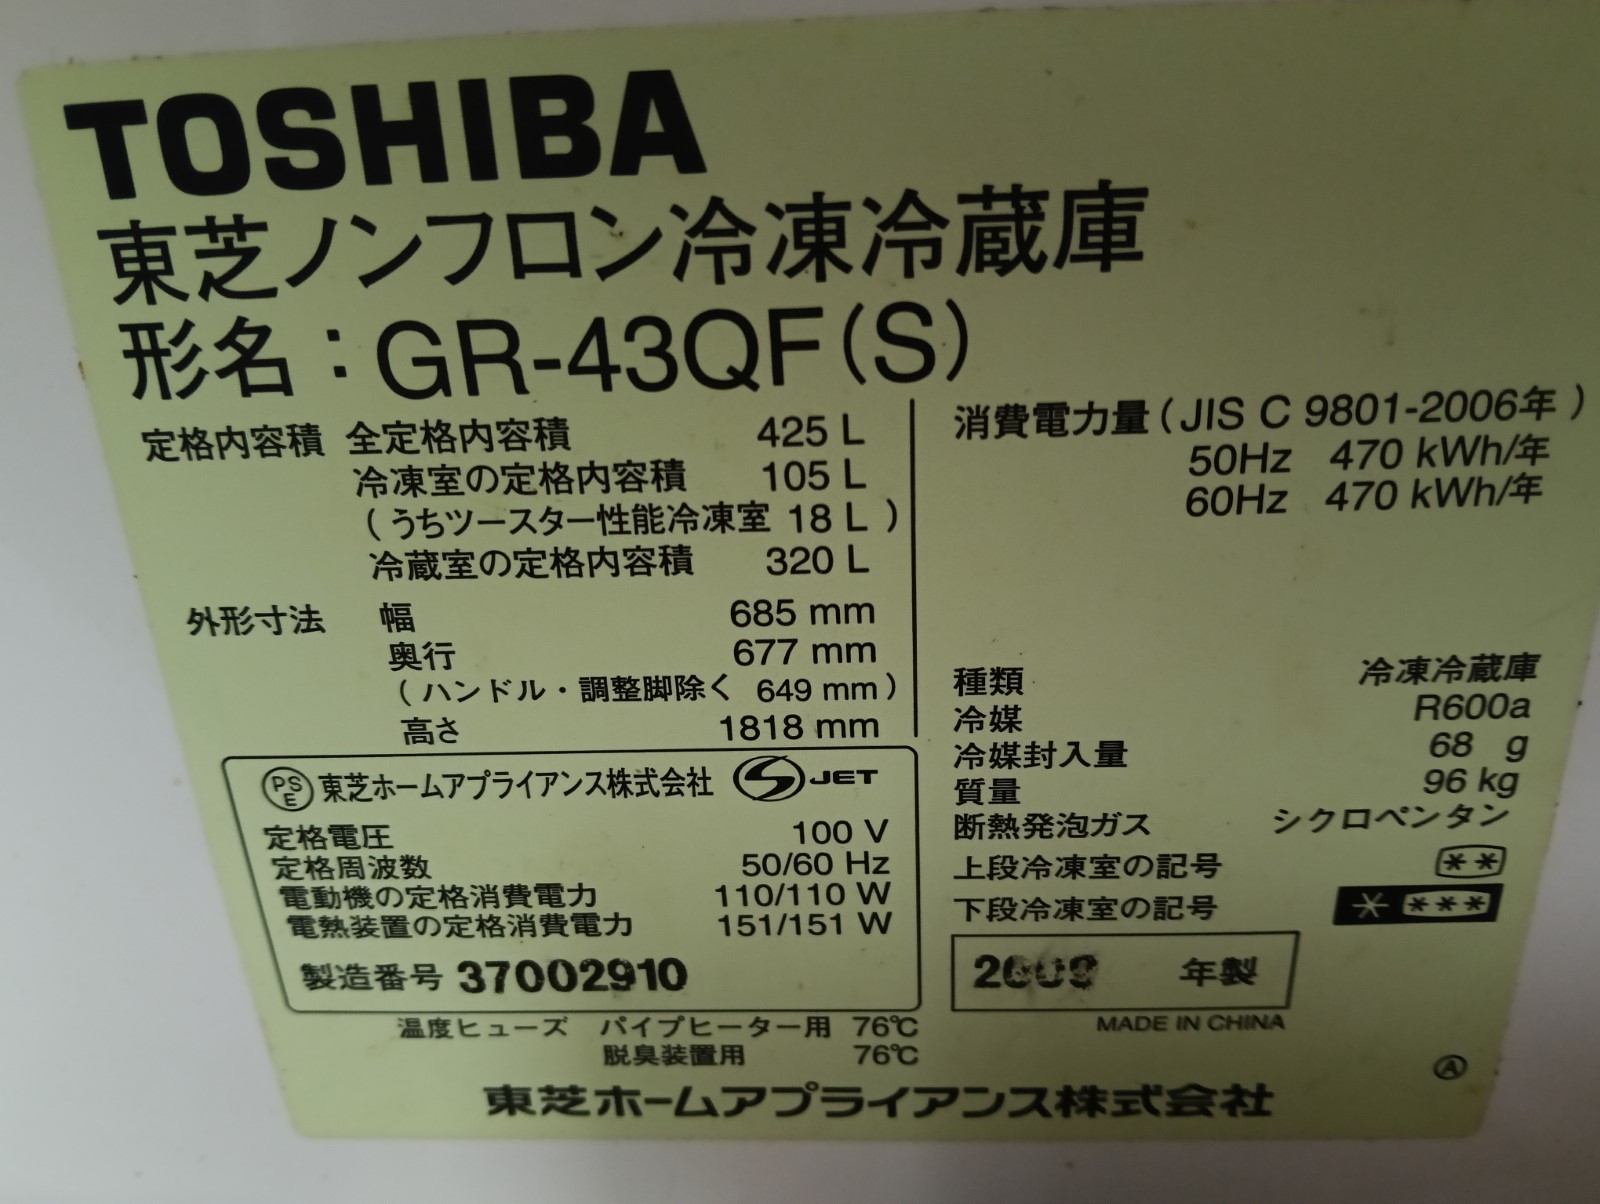 TOSHIBA
東芝ノンフロン冷凍冷蔵庫
形名：GR-43QF(S)
定格内容積 全定格内容積 425 L
冷凍室の定格内容積 105 L
(うちツースター性能冷凍室 18 L)
冷蔵室の定格内容積 320 L
外形寸法 幅 685 mm
奥行 677 mm
(ハンドル・調整脚除く 649 mm)
高さ 1818 mm
消費電力量(JIS C 9801-2006年)
50Hz 470 kWh/年
60Hz 470 kWh/年
種類 冷凍冷蔵庫
冷媒 R600a
冷媒封入量 68 g
質量 96 kg
断熱発泡ガス シクロペンタン
上段冷凍室の記号 **
下段冷凍室の記号 * ***
PSE 東芝ホームアプライアンス株式会社 S JET
定格電圧 100 V
定格周波数 50/60 Hz
電動機の定格消費電力 110/110 W
電熱装置の定格消費電力 151/151 W
製造番号 37002910
2009 年製
MADE IN CHINA
温度ヒューズ パイプヒーター用 76℃
脱臭装置用 76℃
A
東芝ホームアプライアンス株式会社